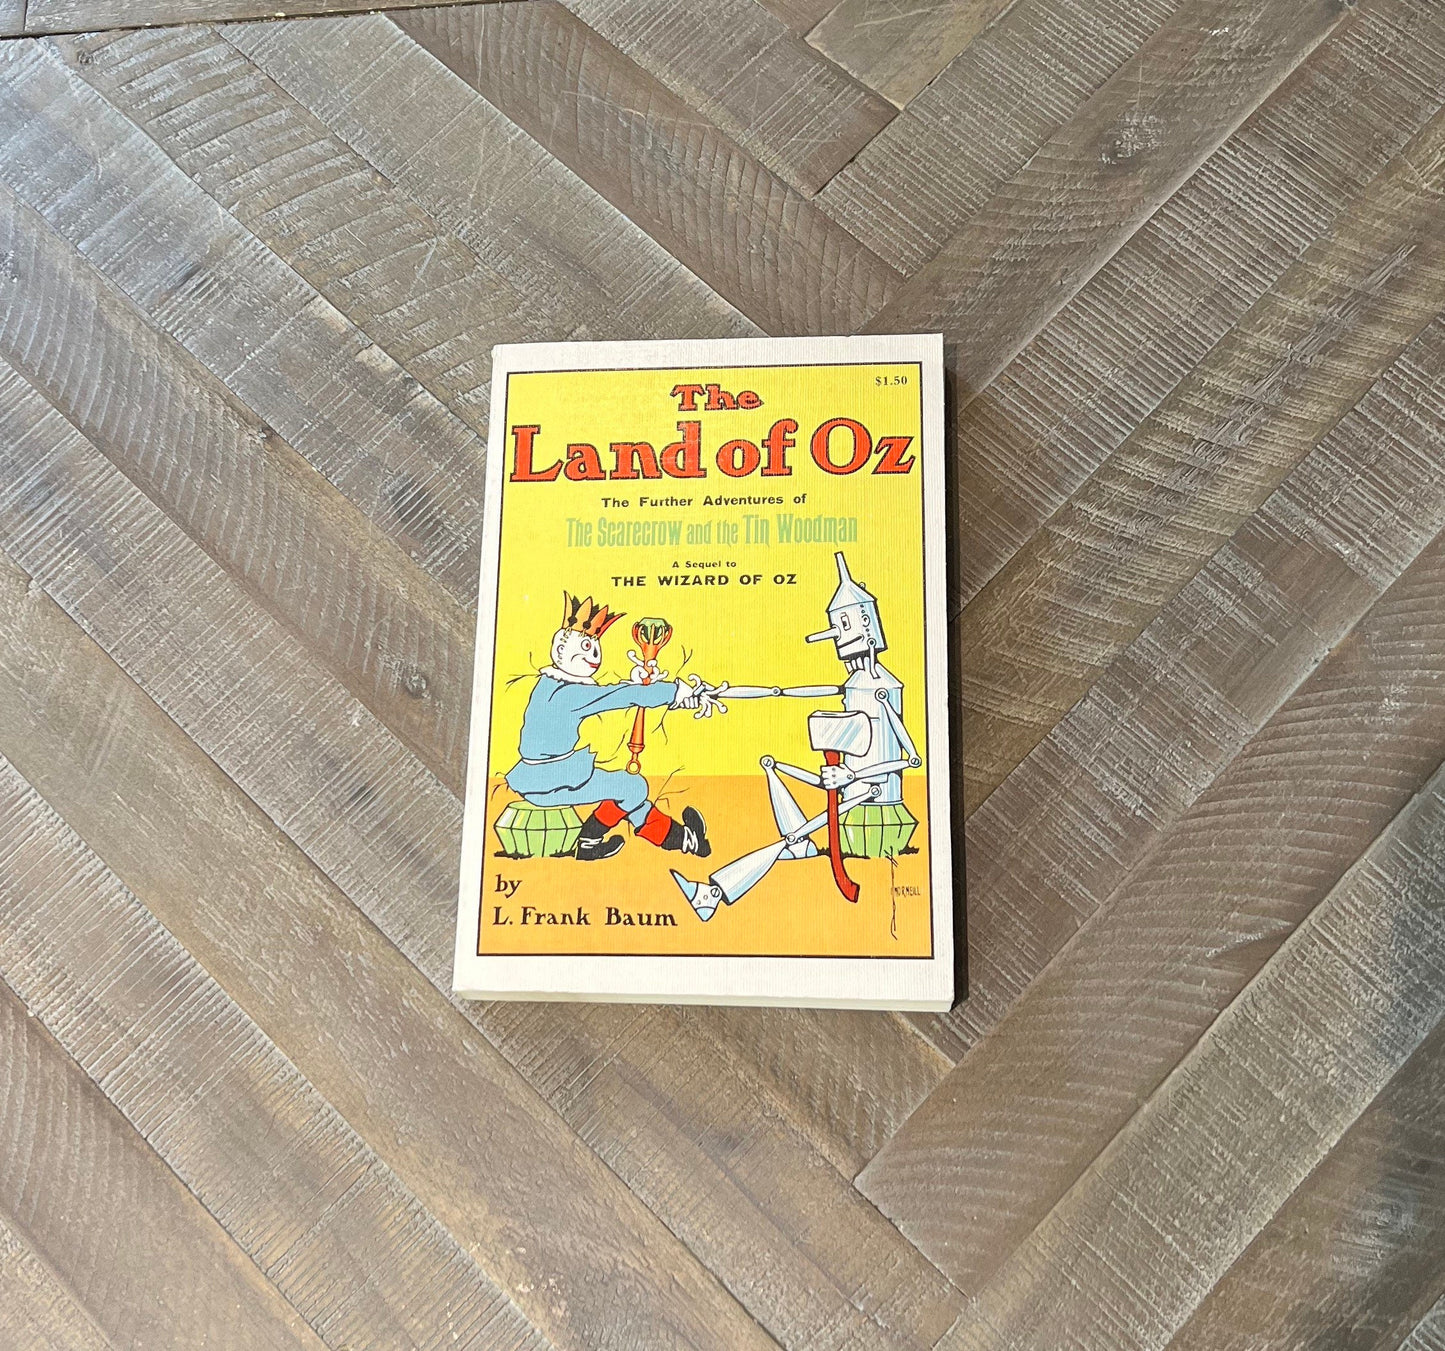 $1.50
The
Land of Oz
The Further Adventures of
The Scarecrow and the Tin Woodman
A Sequel to
THE WIZARD OF OZ
by
L. Frank Baum